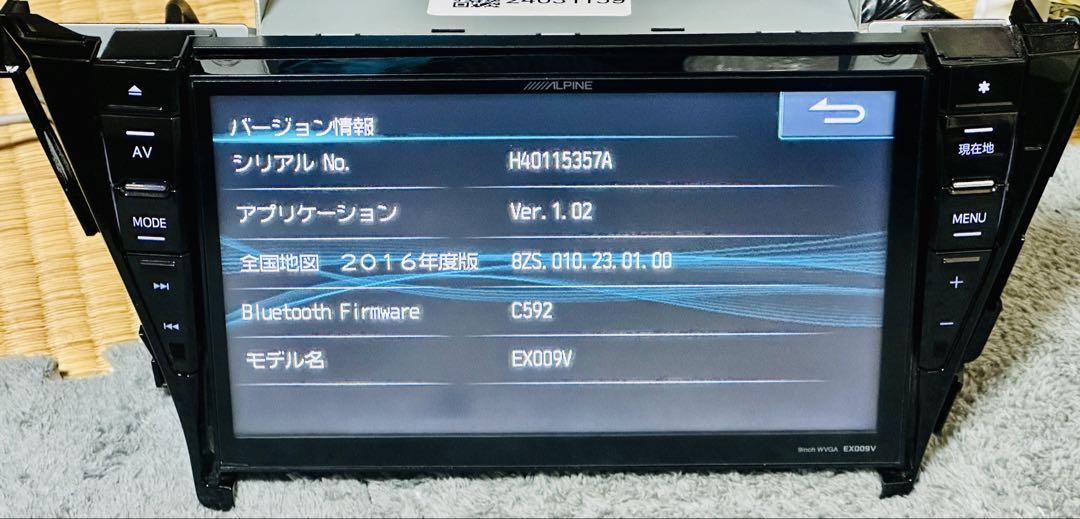 ALPINE
バージョン情報
シリアル No. H40115357A
アプリケーション Ver.1.02
全国地図 2016年度版 8ZS.010.23.01.00
Bluetooth Firmware C592
モデル名 EX009V
AV
MODE
現在地
MENU
9inch WVGA EX009V